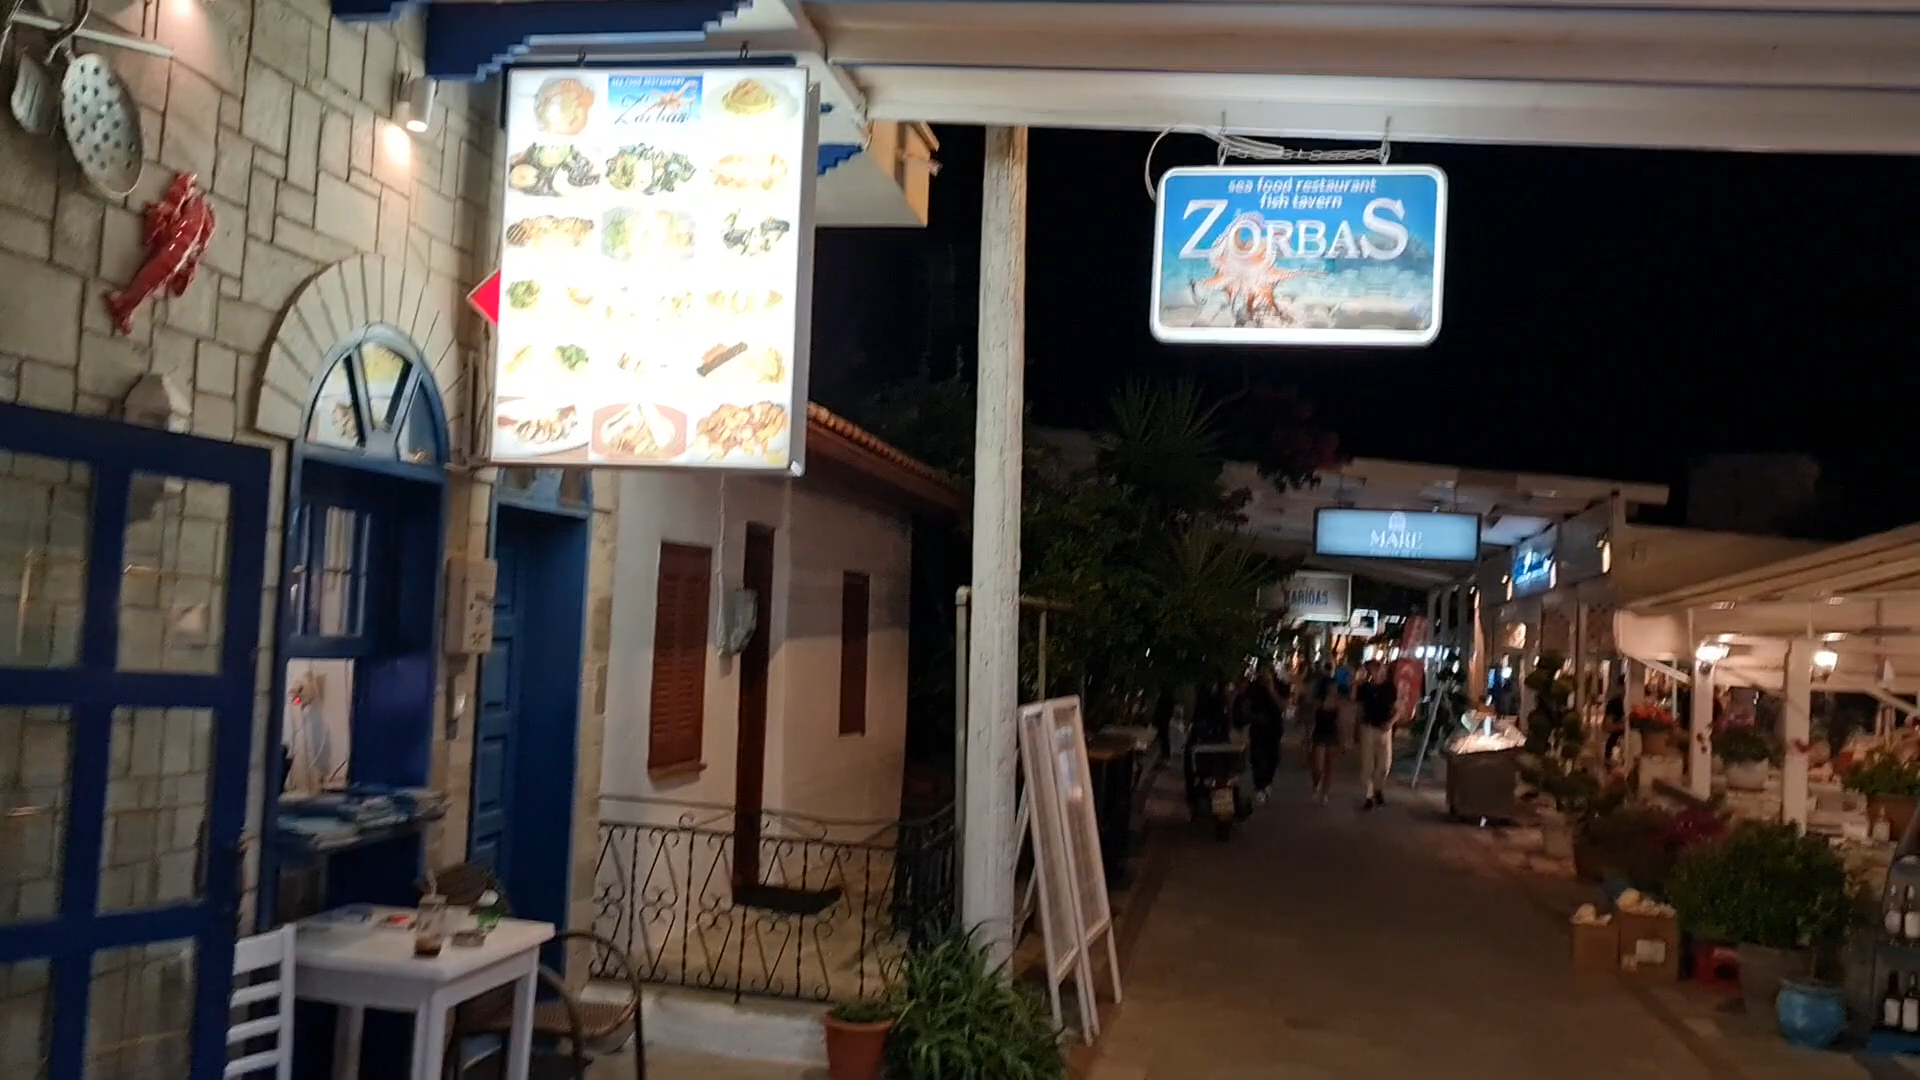 SEA FOOD RESTAURANT
Zorbas
sea food restaurant
fish tavern
ZORBAS
MARE
KARIDAS